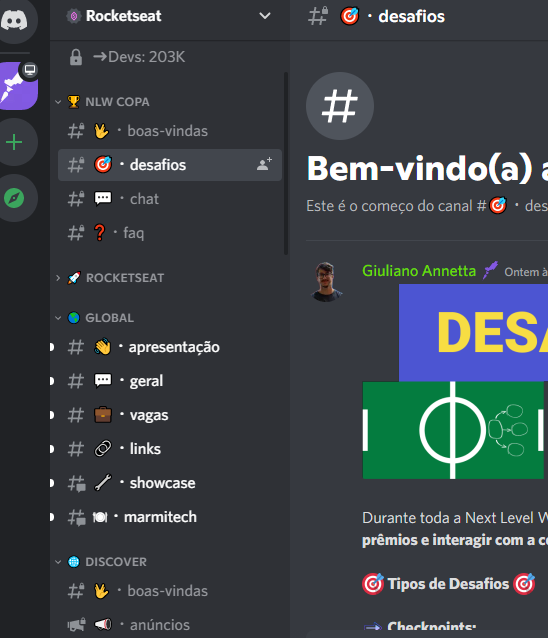 Rocketseat
→Devs: 203K
NLW COPA
boas-vindas
desafios
chat
faq
ROCKETSEAT
GLOBAL
apresentação
geral
vagas
links
showcase
marmitech
DISCOVER
boas-vindas
anúncios
desafios
Bem-vindo(a) a
Este é o começo do canal # · des
Giuliano Annetta Ontem à
DESA
Durante toda a Next Level W
prêmios e interagir com a c
Tipos de Desafios
→ Checkpoints: